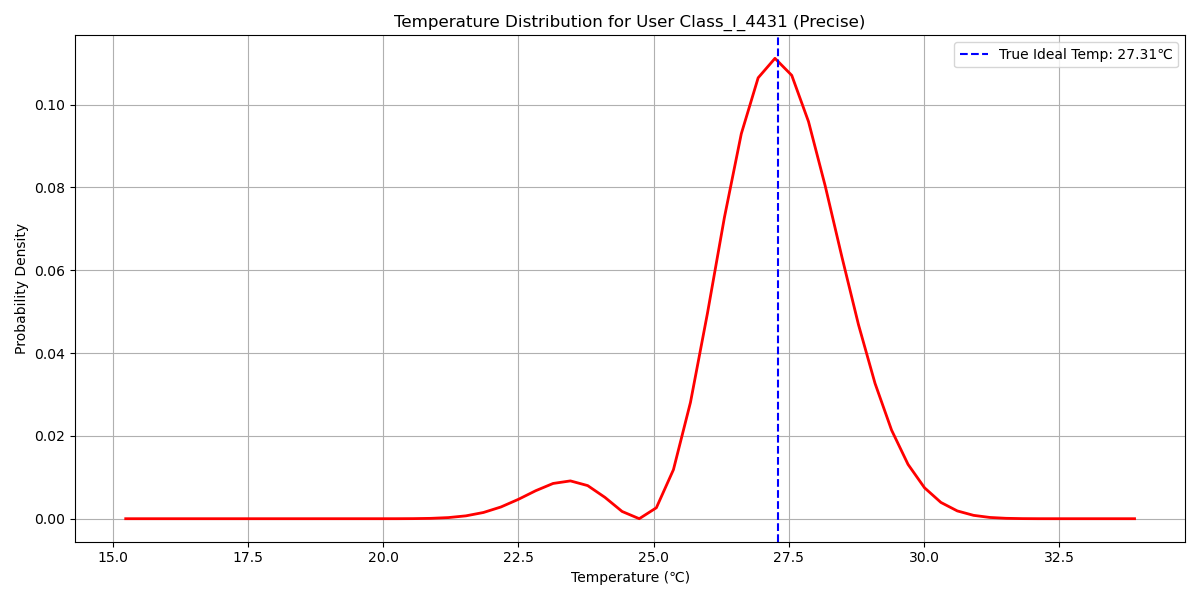 Temperature Distribution for User Class_I_4431 (Precise)
True Ideal Temp: 27.31℃
Probability Density
0.10
0.08
0.06
0.04
0.02
0.00
15.0 17.5 20.0 22.5 25.0 27.5 30.0 32.5
Temperature (℃)